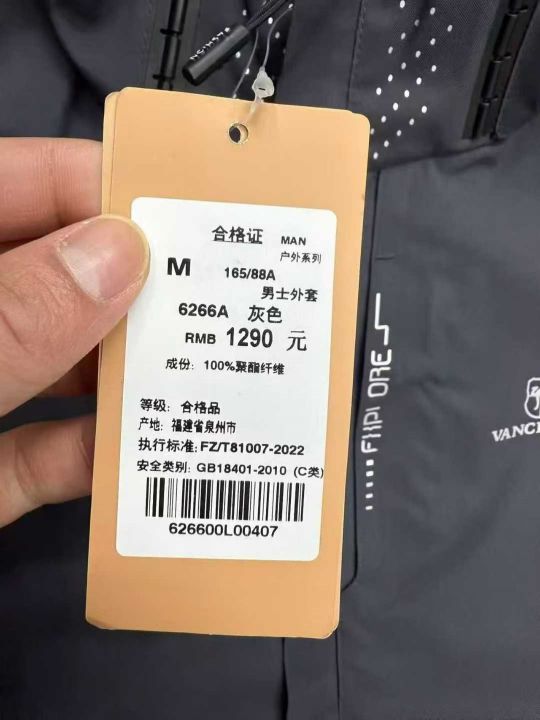 合格证 MAN
户外系列
M 165/88A
男士外套
6266A 灰色
RMB 1290 元
成份: 100%聚酯纤维
等级: 合格品
产地: 福建省泉州市
执行标准: FZ/T81007-2022
安全类别: GB18401-2010 (C类)
626600L00407
EXPLORE
VANC